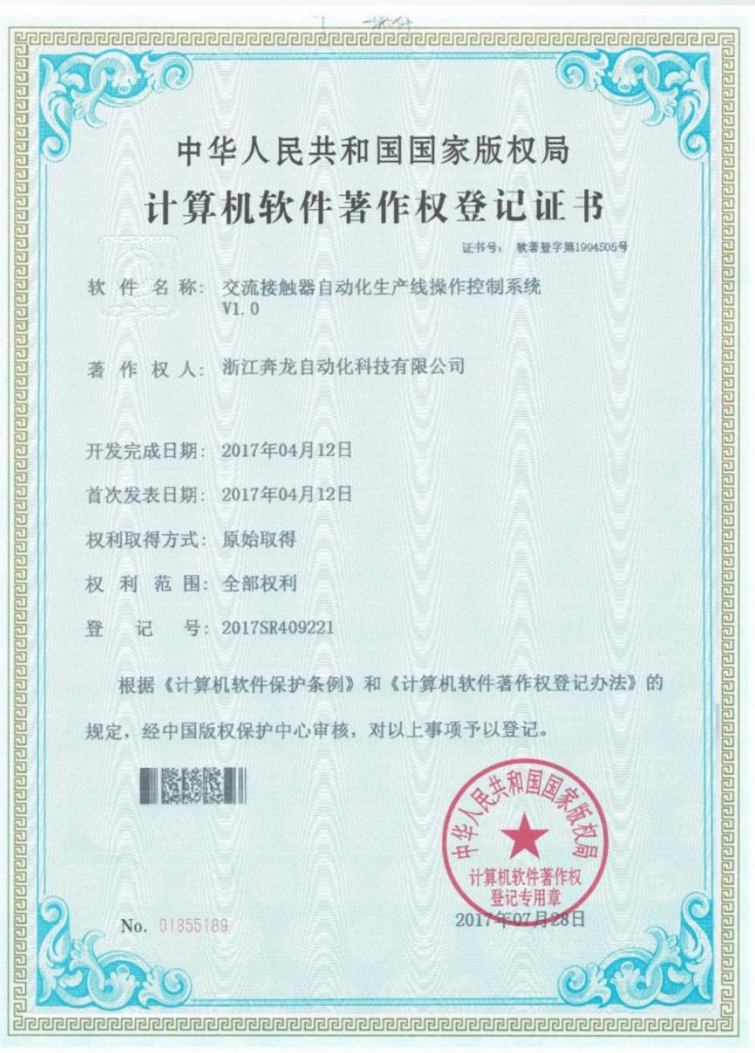 中华人民共和国国家版权局
计算机软件著作权登记证书
证书号： 软著登字第1994505号
软件名称： 交流接触器自动化生产线操作控制系统
V1.0
著作权人： 浙江奔龙自动化科技有限公司
开发完成日期： 2017年04月12日
首次发表日期： 2017年04月12日
权利取得方式： 原始取得
权利范围： 全部权利
登记号： 2017SR409221
根据《计算机软件保护条例》和《计算机软件著作权登记办法》的
规定，经中国版权保护中心审核，对以上事项予以登记。
中华人民共和国国家版权局
计算机软件著作权
登记专用章
No. 01855189
2017年07月28日